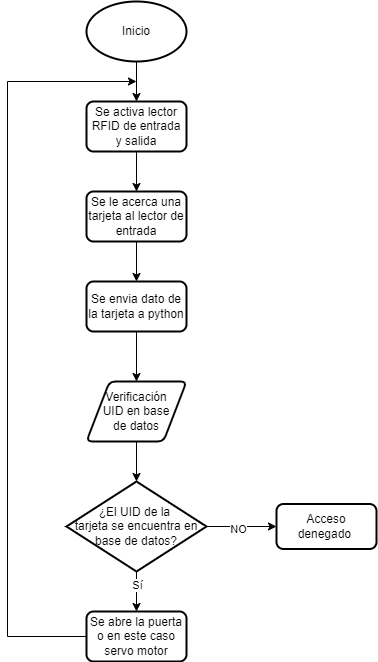 Inicio
Se activa lector
RFID de entrada
y salida
Se le acerca una
tarjeta al lector de
entrada
Se envia dato de
la tarjeta a python
Verificación
UID en base
de datos
¿El UID de la
tarjeta se encuentra en
base de datos?
NO
Acceso
denegado
Sí
Se abre la puerta
o en este caso
servo motor